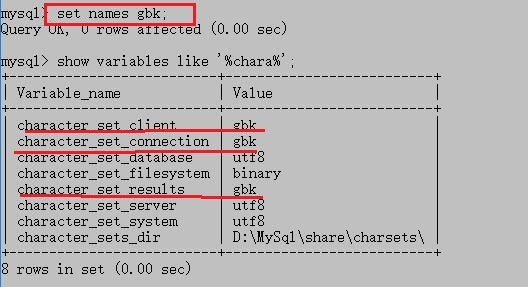 mysql> set names gbk;
Query OK, 0 rows affected (0.00 sec)
mysql> show variables like '%chara%';
+--------------------------+-------------------------+
| Variable_name | Value |
+--------------------------+-------------------------+
| character_set_client | gbk |
| character_set_connection | gbk |
| character_set_database | utf8 |
| character_set_filesystem | binary |
| character_set_results | gbk |
| character_set_server | utf8 |
| character_set_system | utf8 |
| character_sets_dir | D:\MySql\share\charsets\ |
+--------------------------+-------------------------+
8 rows in set (0.00 sec)